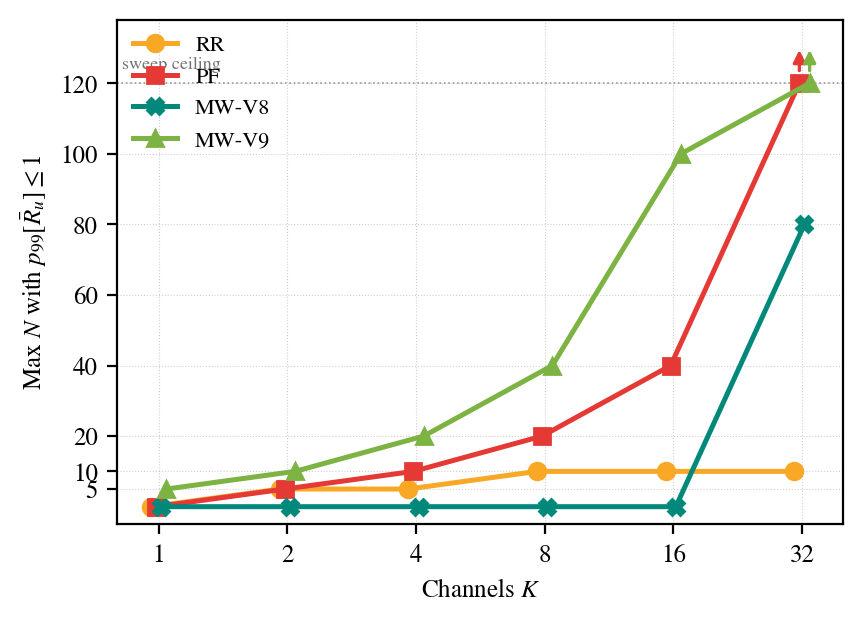 RR
sweep ceiling
PF
MW-V8
MW-V9
120
100
80
60
40
20
10
5
Max N with p₉₉[R̄ᵤ] ≤ 1
1 2 4 8 16 32
Channels K